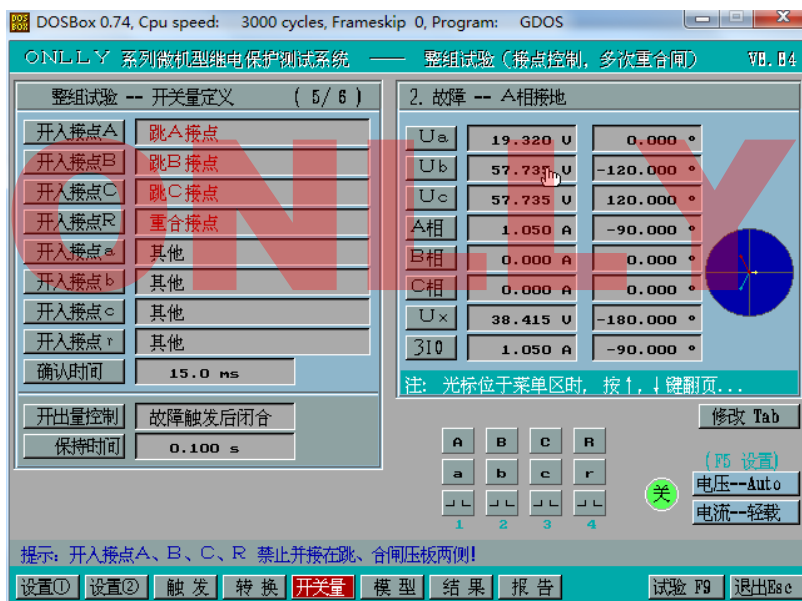 DOSBox 0.74, Cpu speed: 3000 cycles, Frameskip 0, Program: GDOS
ONLLY 系列微机型继电保护测试系统 —— 整组试验（接点控制，多次重合闸） V8.04
整组试验 -- 开关量定义 ( 5/6 )
开入接点A 跳A接点
开入接点B 跳B接点
开入接点C 跳C接点
开入接点R 重合接点
开入接点a 其他
开入接点b 其他
开入接点c 其他
开入接点r 其他
确认时间 15.0 ms
开出量控制 故障触发后闭合
保持时间 0.100 s
2. 故障 -- A相接地
Ua 19.320 V 0.000 °
Ub 57.735 V -120.000 °
Uc 57.735 V 120.000 °
A相 1.050 A -90.000 °
B相 0.000 A 0.000 °
C相 0.000 A 0.000 °
Ux 38.415 V -180.000 °
3I0 1.050 A -90.000 °
注: 光标位于菜单区时, 按↑,↓键翻页...
修改 Tab
A B C R
a b c r
1 2 3 4
(F5 设置)
关
电压--Auto
电流--轻载
提示: 开入接点A、B、C、R 禁止并接在跳、合闸压板两侧!
设置① 设置② 触 发 转 换 开关量 模 型 结 果 报 告 试验 F9 退出Esc
ONLLY